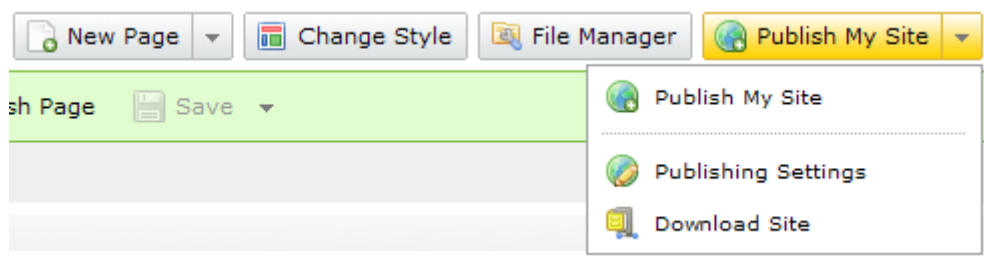 New Page
Change Style
File Manager
Publish My Site
sh Page
Save
Publish My Site
Publishing Settings
Download Site